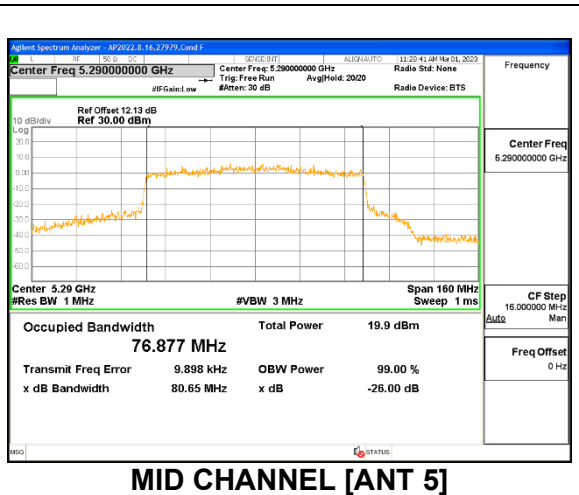 Agilent Spectrum Analyzer - AP2022.8.16,27979,Cond F
L RF 50 Ω DC SENSE:INT ALIGNAUTO 11:28:41 AM Mar 01, 2023
Center Freq 5.290000000 GHz Center Freq: 5.290000000 GHz Radio Std: None
Trig: Free Run Avg|Hold: 20/20
#IFGain:Low #Atten: 30 dB Radio Device: BTS
Frequency
Ref Offset 12.13 dB
10 dB/div Ref 30.00 dBm
Log
20.0
10.0
0.00
-10.0
-20.0
-30.0
-40.0
-50.0
-60.0
Center Freq
5.290000000 GHz
Center 5.29 GHz Span 160 MHz
#Res BW 1 MHz #VBW 3 MHz Sweep 1 ms
CF Step
16.000000 MHz
Auto Man
Occupied Bandwidth Total Power 19.9 dBm
76.877 MHz
Transmit Freq Error 9.898 kHz OBW Power 99.00 %
x dB Bandwidth 80.65 MHz x dB -26.00 dB
Freq Offset
0 Hz
MSG STATUS
MID CHANNEL [ANT 5]